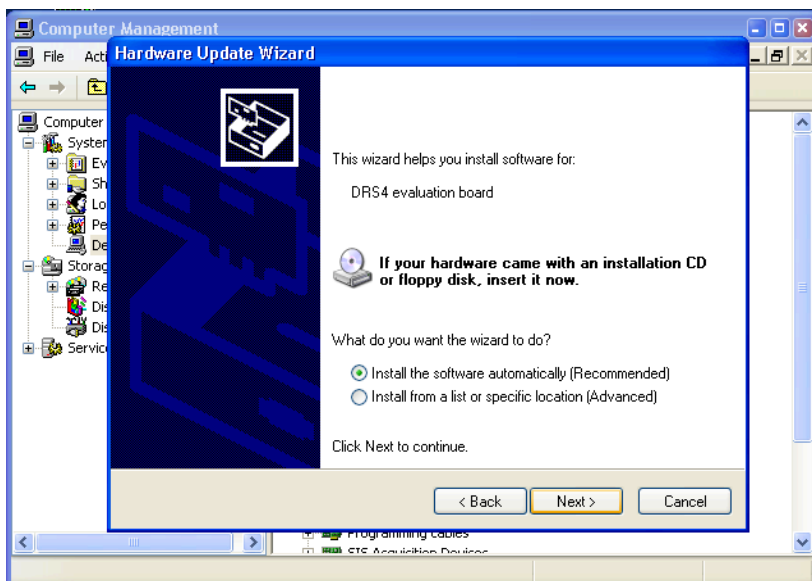 Computer Management
File
Hardware Update Wizard
Computer
This wizard helps you install software for:
DRS4 evaluation board
If your hardware came with an installation CD
or floppy disk, insert it now.
What do you want the wizard to do?
Install the software automatically (Recommended)
Install from a list or specific location (Advanced)
Click Next to continue.
< Back
Next >
Cancel
Programming cables
SIS Acquisition Devices